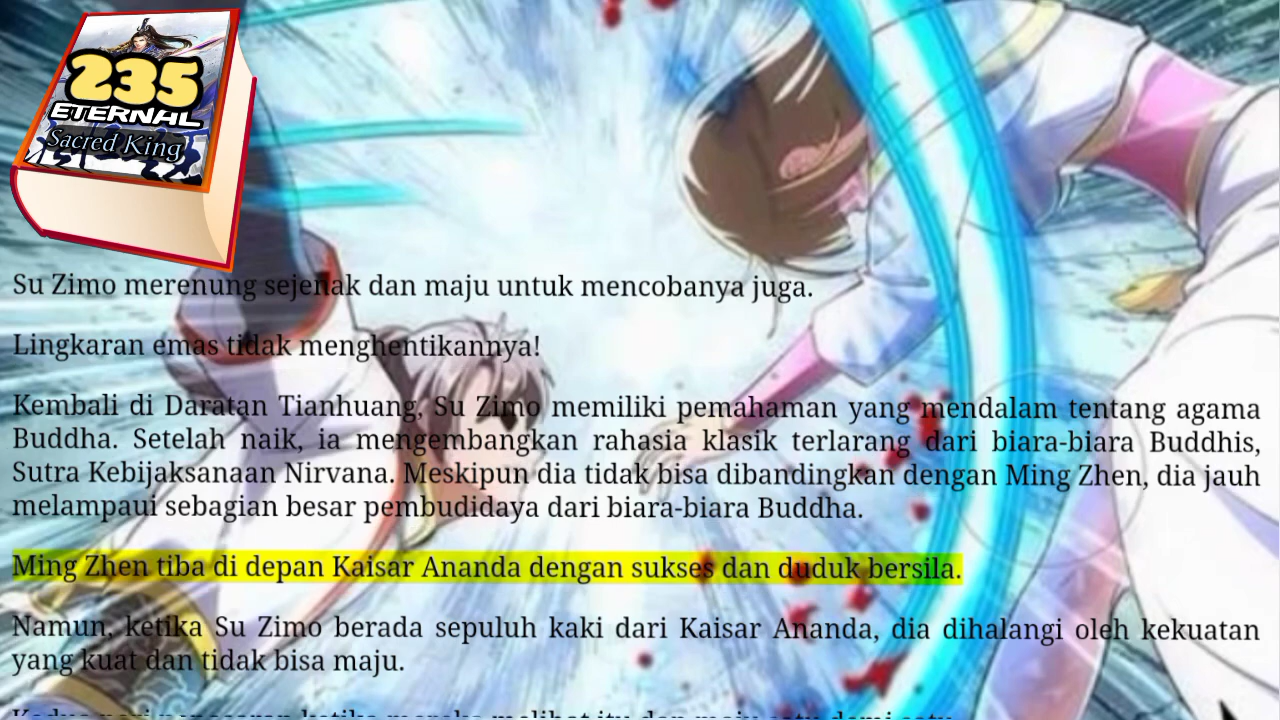 235
ETERNAL
Sacred King
Su Zimo merenung sejenak dan maju untuk mencobanya juga.
Lingkaran emas tidak menghentikannya!
Kembali di Daratan Tianhuang, Su Zimo memiliki pemahaman yang mendalam tentang agama
Buddha. Setelah naik, ia mengembangkan rahasia klasik terlarang dari biara-biara Buddhis,
Sutra Kebijaksanaan Nirvana. Meskipun dia tidak bisa dibandingkan dengan Ming Zhen, dia jauh
melampaui sebagian besar pembudidaya dari biara-biara Buddha.
Ming Zhen tiba di depan Kaisar Ananda dengan sukses dan duduk bersila.
Namun, ketika Su Zimo berada sepuluh kaki dari Kaisar Ananda, dia dihalangi oleh kekuatan
yang kuat dan tidak bisa maju.